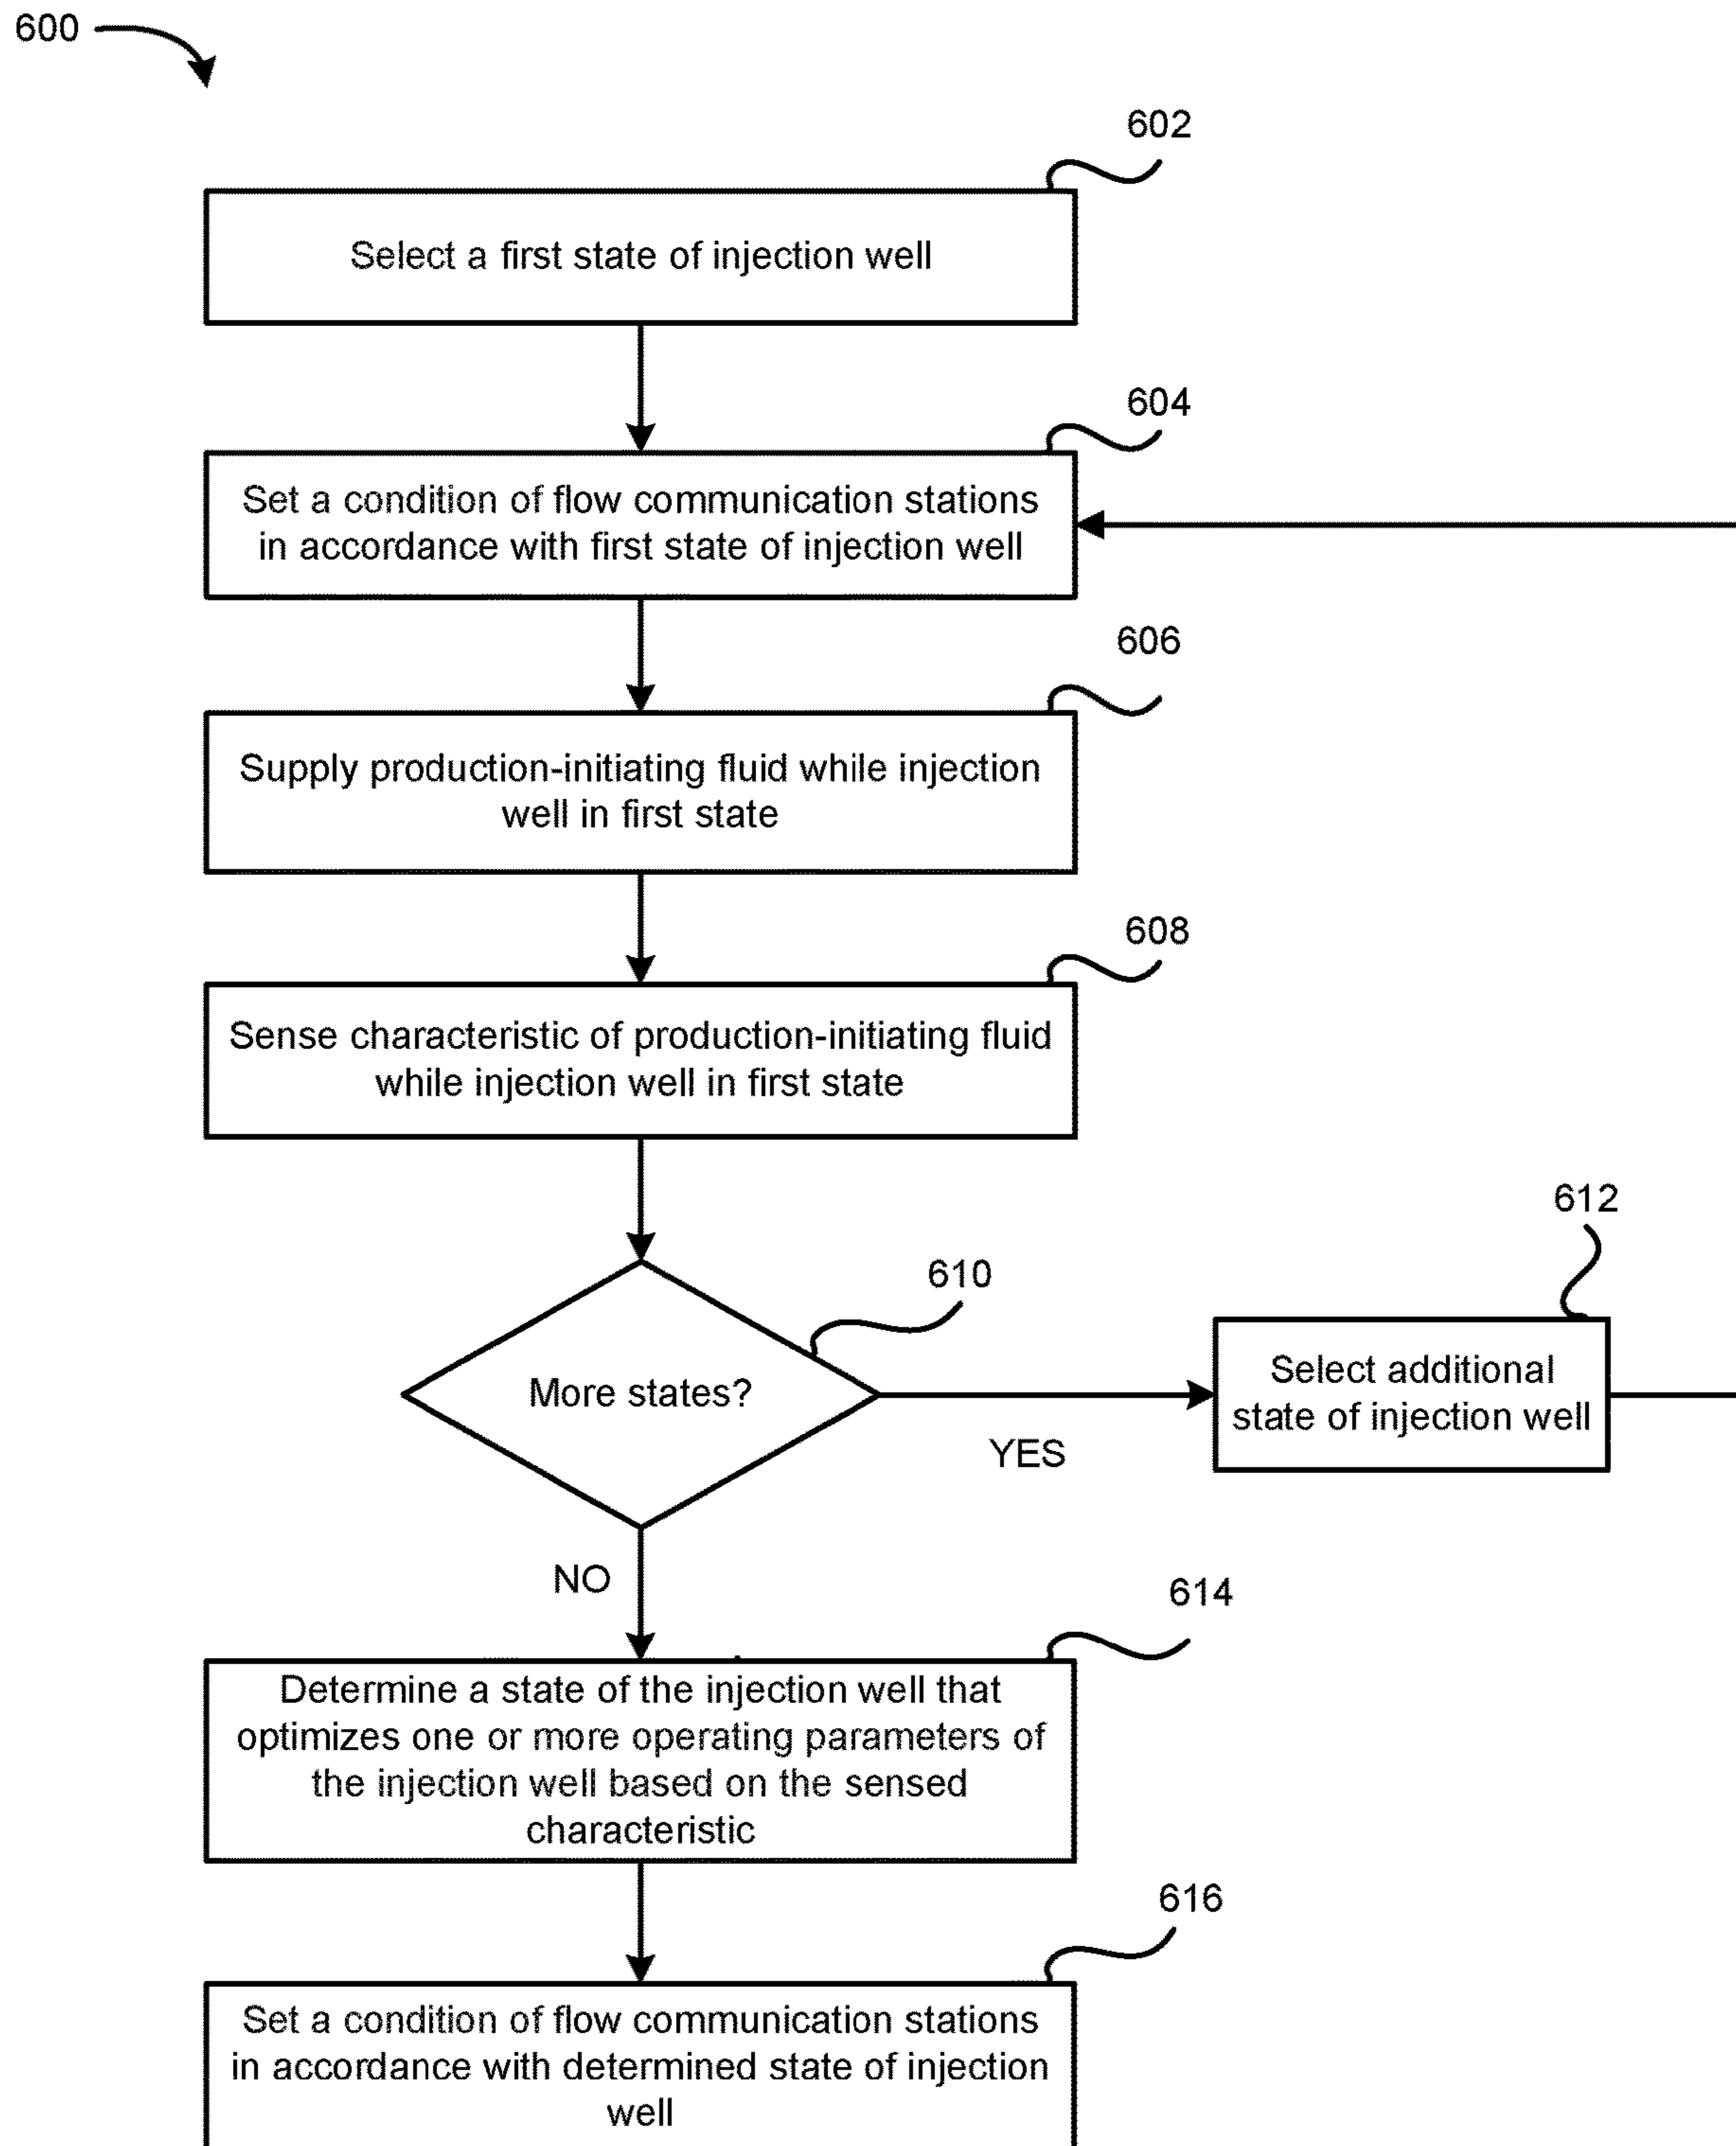 600
602
Select a first state of injection well
604
Set a condition of flow communication stations
in accordance with first state of injection well
606
Supply production-initiating fluid while injection
well in first state
608
Sense characteristic of production-initiating fluid
while injection well in first state
610
More states?
YES
612
Select additional
state of injection well
NO
614
Determine a state of the injection well that
optimizes one or more operating parameters of
the injection well based on the sensed
characteristic
616
Set a condition of flow communication stations
in accordance with determined state of injection
well